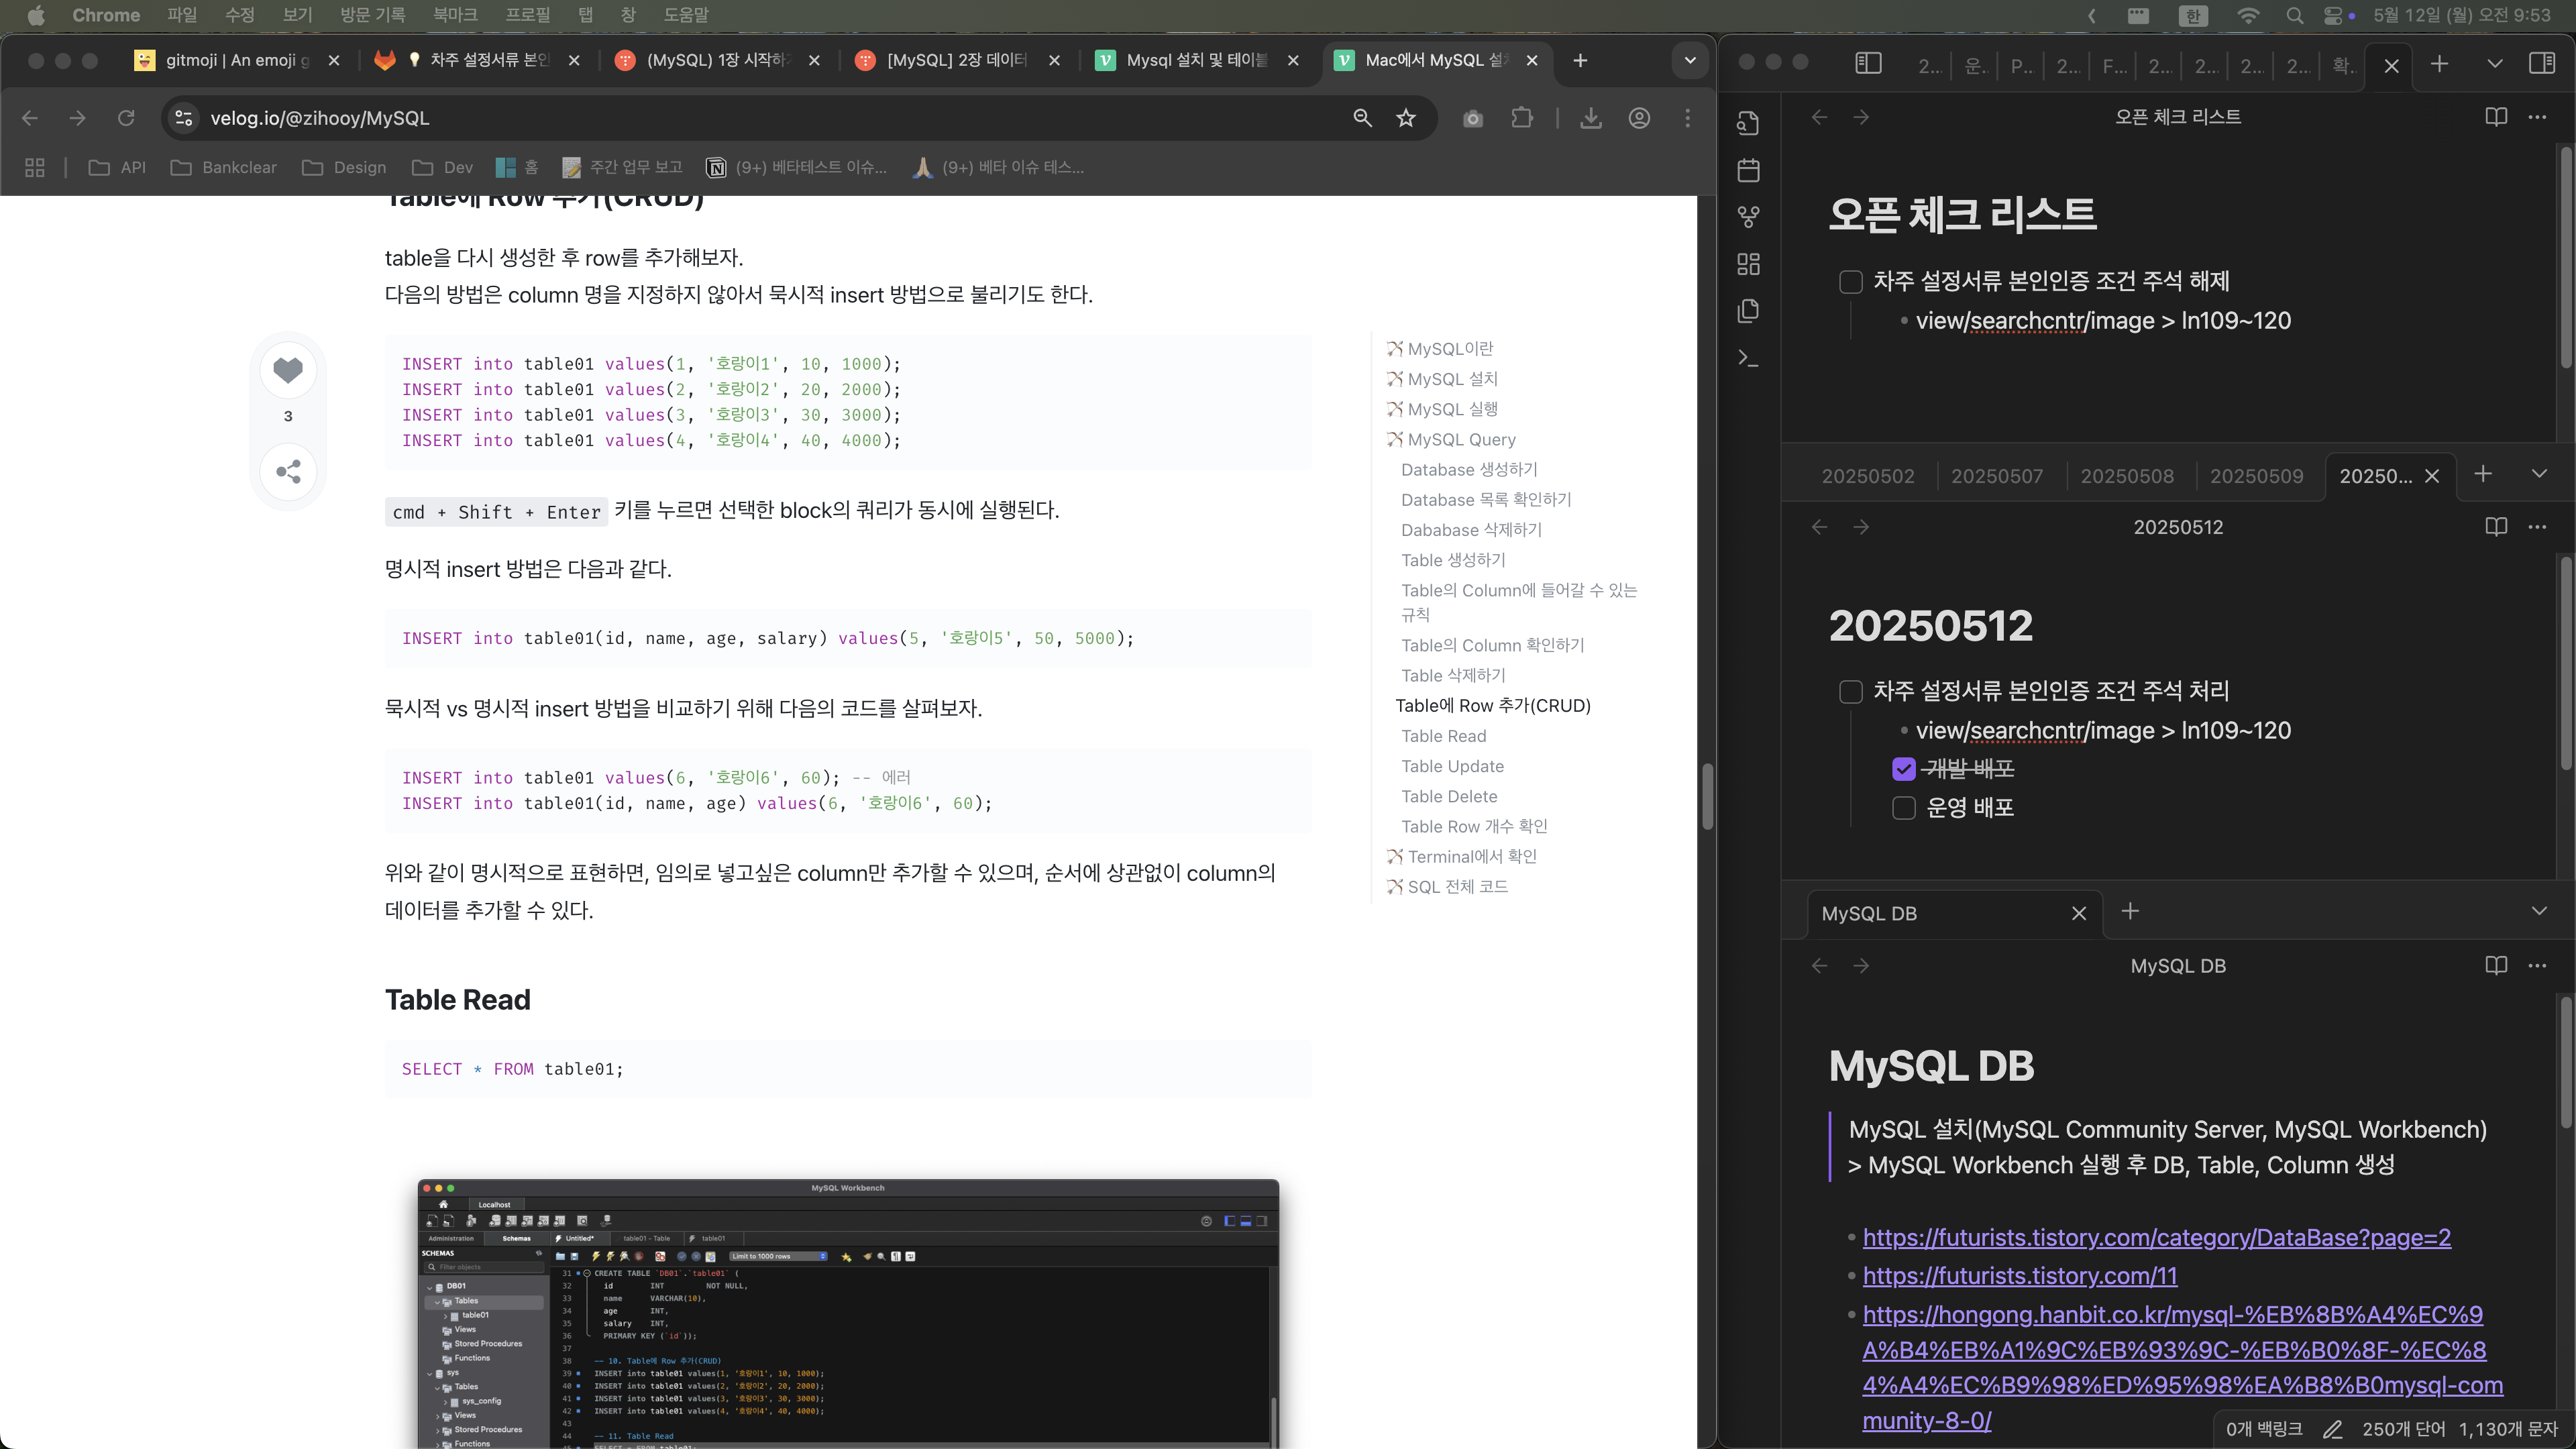 Chrome 파일 수정 보기 방문 기록 북마크 프로필 탭 창 도움말
한 5월 12일 (월) 오전 9:53
gitmoji | An emoji g
차주 설정서류 본인
(MySQL) 1장 시작하
[MySQL] 2장 데이터
Mysql 설치 및 테이블
Mac에서 MySQL 설
velog.io/@zihooy/MySQL
API Bankclear Design Dev 홈 주간 업무 보고 (9+) 베타테스트 이슈... (9+) 베타 이슈 테스...
Table에 Row 추가(CRUD)
table을 다시 생성한 후 row를 추가해보자.
다음의 방법은 column 명을 지정하지 않아서 묵시적 insert 방법으로 불리기도 한다.
INSERT into table01 values(1, '호랑이1', 10, 1000);
INSERT into table01 values(2, '호랑이2', 20, 2000);
INSERT into table01 values(3, '호랑이3', 30, 3000);
INSERT into table01 values(4, '호랑이4', 40, 4000);
3
cmd + Shift + Enter 키를 누르면 선택한 block의 쿼리가 동시에 실행된다.
명시적 insert 방법은 다음과 같다.
INSERT into table01(id, name, age, salary) values(5, '호랑이5', 50, 5000);
묵시적 vs 명시적 insert 방법을 비교하기 위해 다음의 코드를 살펴보자.
INSERT into table01 values(6, '호랑이6', 60); -- 에러
INSERT into table01(id, name, age) values(6, '호랑이6', 60);
위와 같이 명시적으로 표현하면, 임의로 넣고싶은 column만 추가할 수 있으며, 순서에 상관없이 column의
데이터를 추가할 수 있다.
Table Read
SELECT * FROM table01;
MySQL Workbench
Localhost
Administration Schemas Untitled* table01 - Table table01
SCHEMAS
Limit to 1000 rows
Filter objects
DB01
Tables
table01
Views
Stored Procedures
Functions
sys
Tables
sys_config
Views
Stored Procedures
Functions
31 CREATE TABLE `DB01`.`table01` (
32 id INT NOT NULL,
33 name VARCHAR(10),
34 age INT,
35 salary INT,
36 PRIMARY KEY (`id`));
37
38 -- 10. Table에 Row 추가(CRUD)
39 INSERT into table01 values(1, '호랑이1', 10, 1000);
40 INSERT into table01 values(2, '호랑이2', 20, 2000);
41 INSERT into table01 values(3, '호랑이3', 30, 3000);
42 INSERT into table01 values(4, '호랑이4', 40, 4000);
43
44 -- 11. Table Read
45 SELECT * FROM table01;
🏹 MySQL이란
🏹 MySQL 설치
🏹 MySQL 실행
🏹 MySQL Query
Database 생성하기
Database 목록 확인하기
Dababase 삭제하기
Table 생성하기
Table의 Column에 들어갈 수 있는
규칙
Table의 Column 확인하기
Table 삭제하기
Table에 Row 추가(CRUD)
Table Read
Table Update
Table Delete
Table Row 개수 확인
🏹 Terminal에서 확인
🏹 SQL 전체 코드
2... 운.. P... 2... F... 2... 2... 2... 2... 확..
오픈 체크 리스트
오픈 체크 리스트
차주 설정서류 본인인증 조건 주석 해제
view/searchcntr/image > ln109~120
20250502 20250507 20250508 20250509 20250...
20250512
20250512
차주 설정서류 본인인증 조건 주석 처리
view/searchcntr/image > ln109~120
개발 배포
운영 배포
MySQL DB
MySQL DB
MySQL DB
MySQL 설치(MySQL Community Server, MySQL Workbench)
> MySQL Workbench 실행 후 DB, Table, Column 생성
https://futurists.tistory.com/category/DataBase?page=2
https://futurists.tistory.com/11
https://hongong.hanbit.co.kr/mysql-%EB%8B%A4%EC%9
A%B4%EB%A1%9C%EB%93%9C-%EB%B0%8F-%EC%8
4%A4%EC%B9%98%ED%95%98%EA%B8%B0mysql-com
munity-8-0/
0개 백링크 250개 단어 1,130개 문자